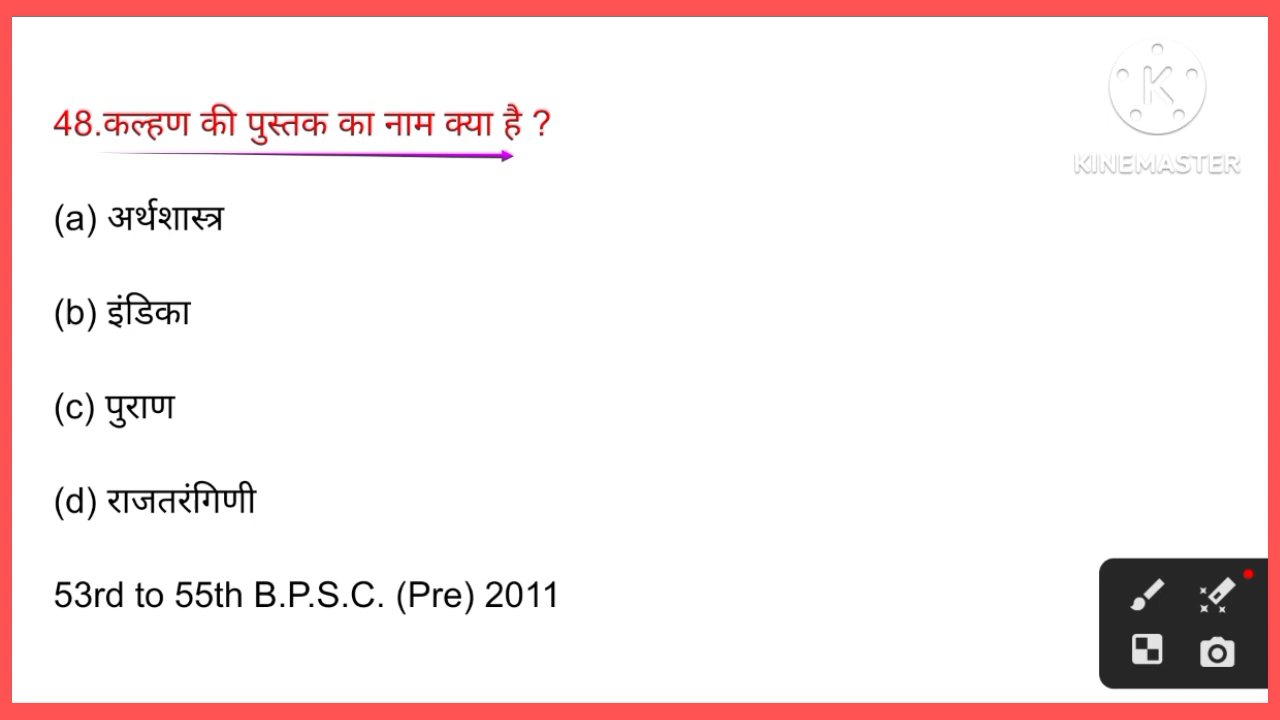 48.कल्हण की पुस्तक का नाम क्या है ?
K
KINEMASTER
(a) अर्थशास्त्र
(b) इंडिका
(c) पुराण
(d) राजतरंगिणी
53rd to 55th B.P.S.C. (Pre) 2011